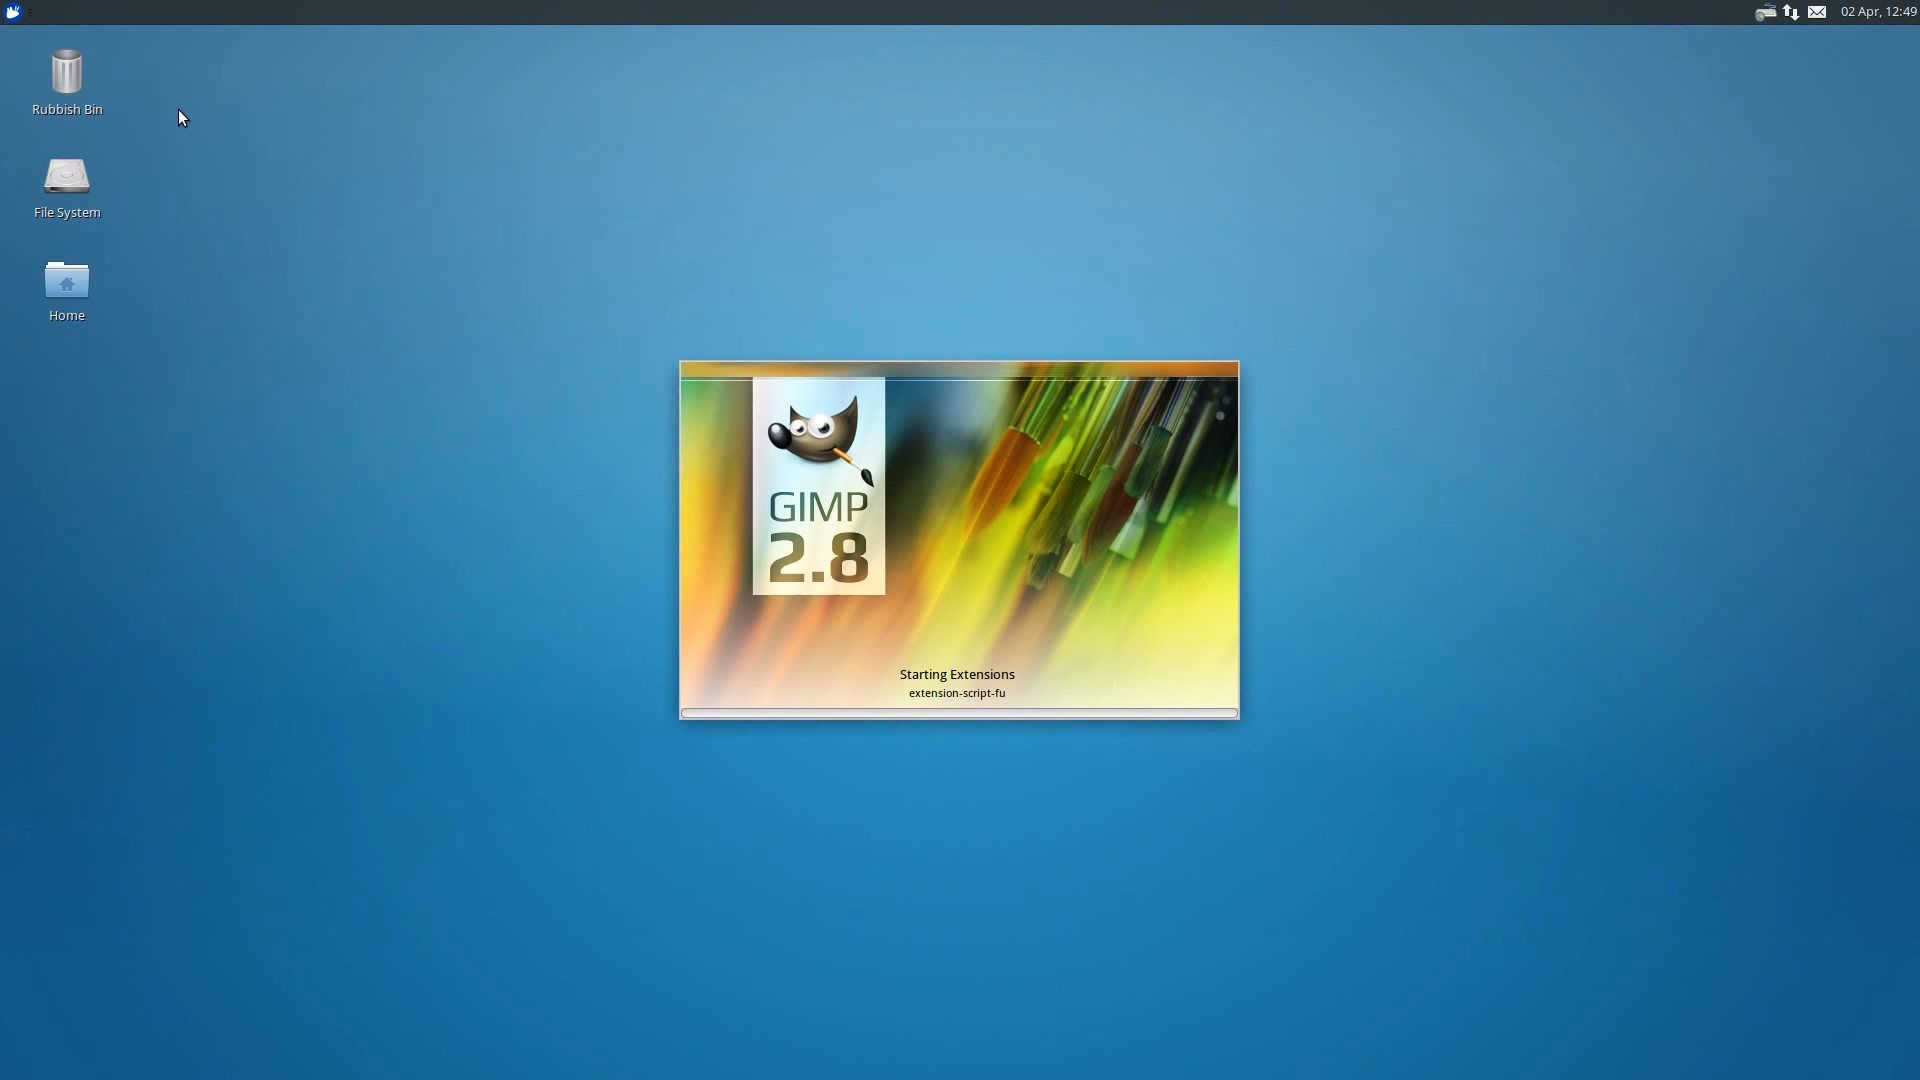 02 Apr, 12:49
Rubbish Bin
File System
Home
GIMP
2.8
Starting Extensions
extension-script-fu